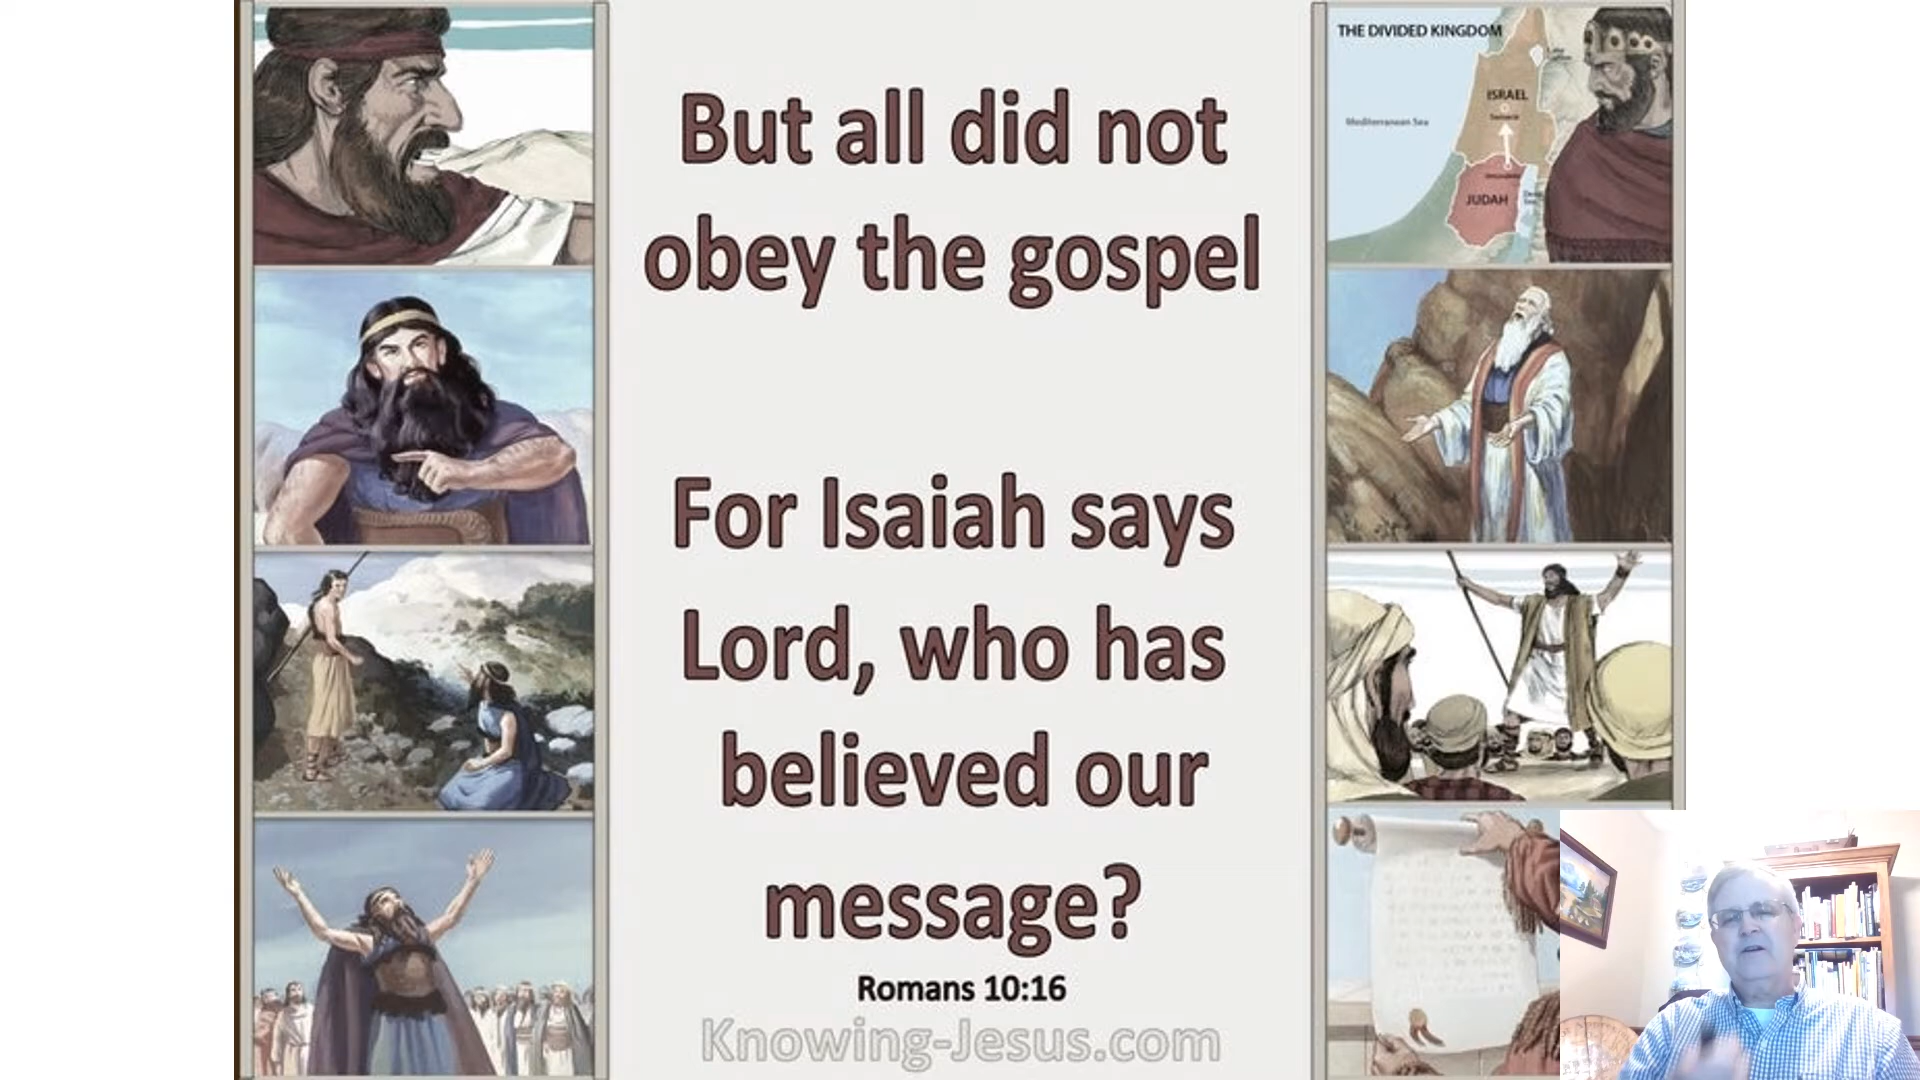 But all did not
obey the gospel
For Isaiah says
Lord, who has
believed our
message?
Romans 10:16
Knowing-Jesus.com
THE DIVIDED KINGDOM
ISRAEL
Mediterranean Sea
JUDAH